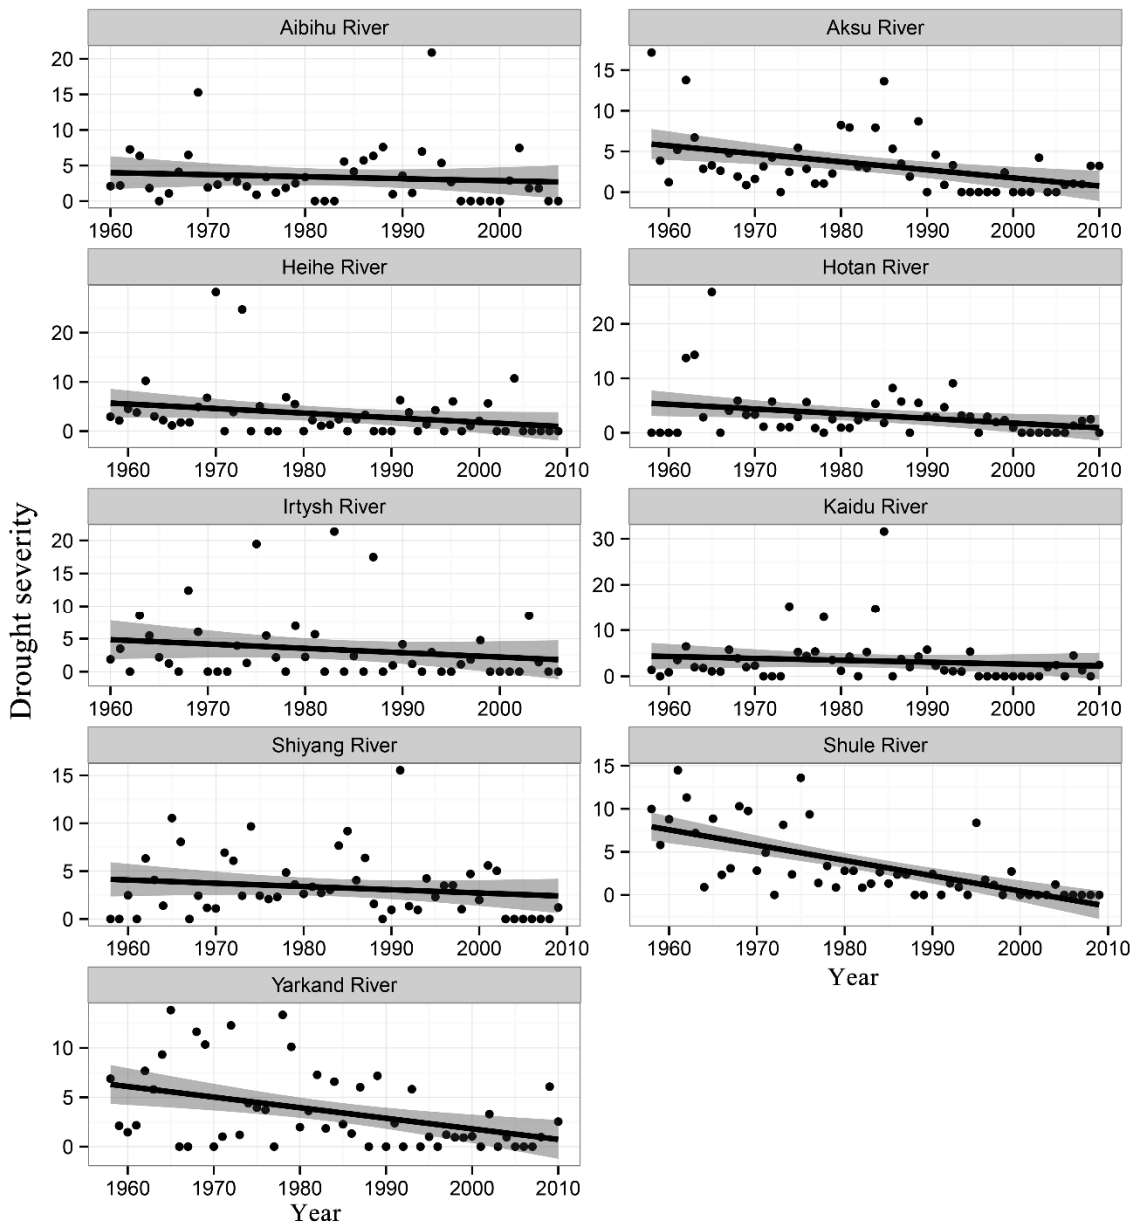 Aibihu River
20
15
10
5
0
1960 1970 1980 1990 2000
Aksu River
15
10
5
0
1960 1970 1980 1990 2000 2010
Heihe River
20
10
0
1960 1970 1980 1990 2000 2010
Hotan River
20
10
0
1960 1970 1980 1990 2000 2010
Drought severity
Irtysh River
20
15
10
5
0
1960 1970 1980 1990 2000
Kaidu River
30
20
10
0
1960 1970 1980 1990 2000 2010
Shiyang River
15
10
5
0
1960 1970 1980 1990 2000 2010
Shule River
15
10
5
0
1960 1970 1980 1990 2000 2010
Year
Yarkand River
10
5
0
1960 1970 1980 1990 2000 2010
Year